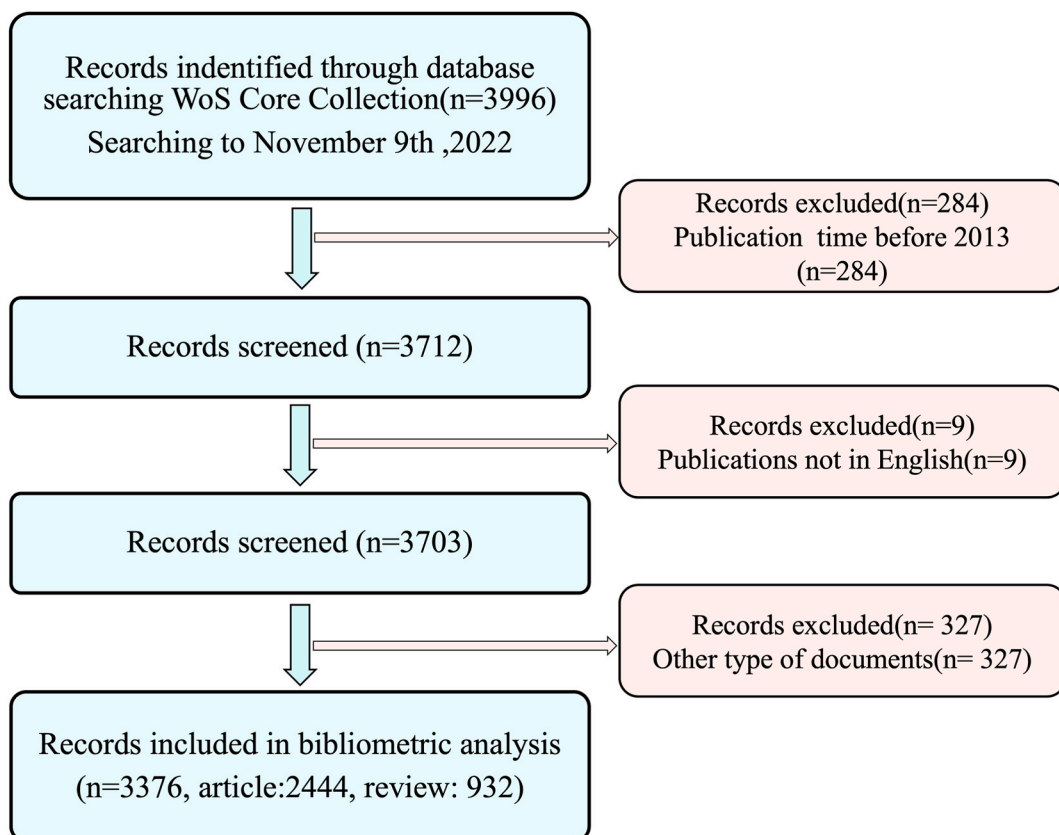 Records indentified through database
searching WoS Core Collection(n=3996)
Searching to November 9th ,2022
Records excluded(n=284)
Publication time before 2013
(n=284)
Records screened (n=3712)
Records excluded(n=9)
Publications not in English(n=9)
Records screened (n=3703)
Records excluded(n= 327)
Other type of documents(n= 327)
Records included in bibliometric analysis
(n=3376, article:2444, review: 932)